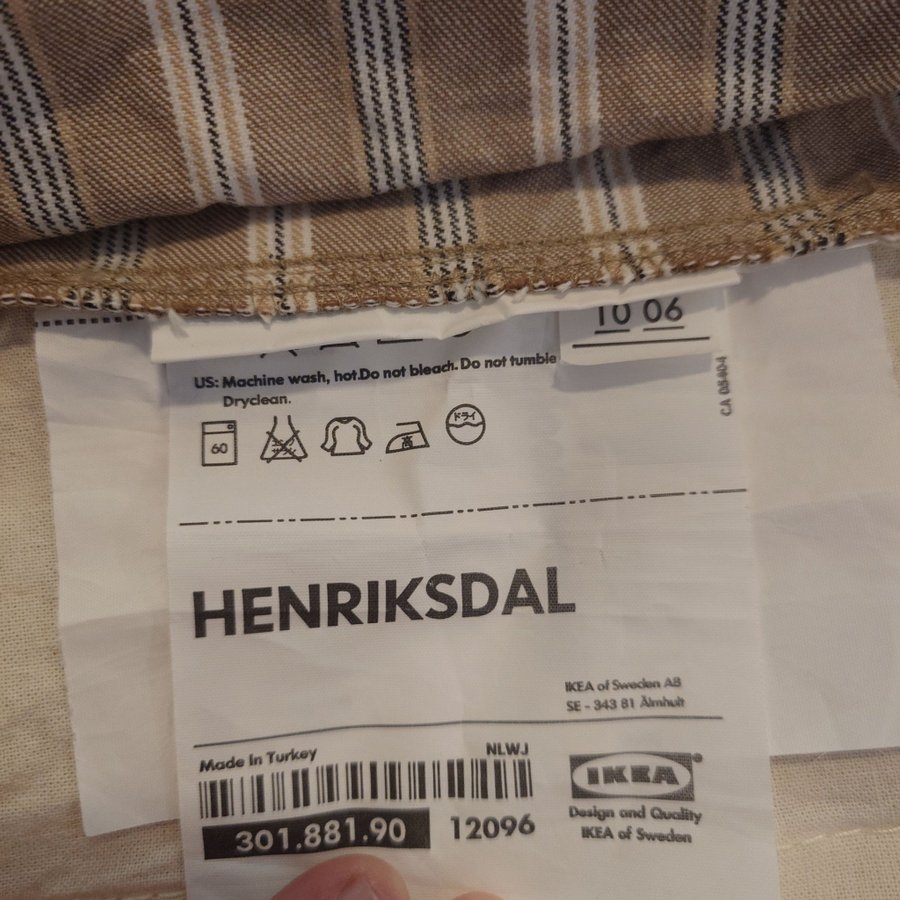 10 06
US: Machine wash, hot.Do not bleach. Do not tumble
Dryclean.
CA
60
ドライ
HENRIKSDAL
IKEA of Sweden AB
SE - 343 81 Älmhult
Made in Turkey
NLWJ
301.881.90
12096
IKEA®
Design and Quality
IKEA of Sweden